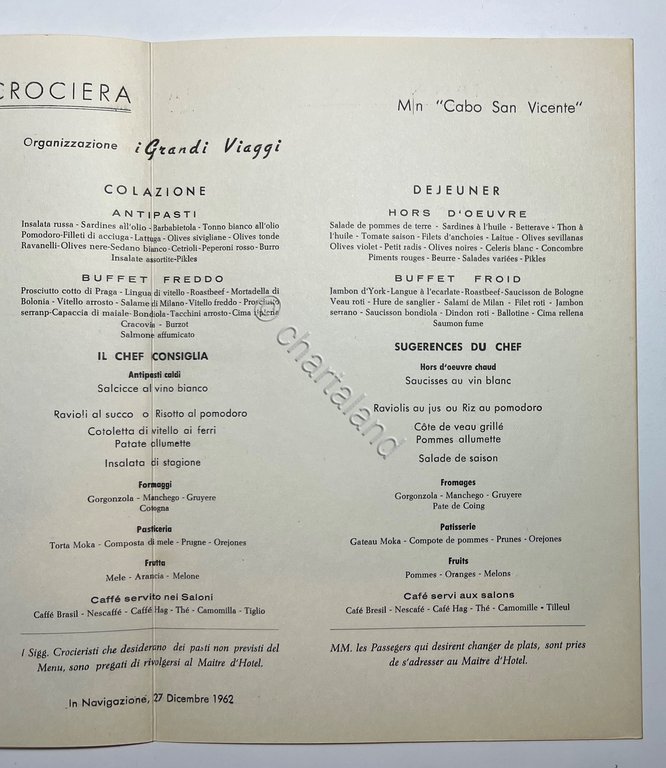 CROCIERA
M/n "Cabo San Vicente"
Organizzazione i Grandi Viaggi
COLAZIONE
ANTIPASTI
Insalata russa - Sardines all'olio - Barbabietola - Tonno bianco all'olio
Pomodoro-Filleti di acciuga - Lattuga - Olives sivigliane - Olives tonde
Ravanelli-Olives nere-Sedano bianco-Cetrioli-Peperoni rosso - Burro
Insalate assortite-Pikles
BUFFET FREDDO
Prosciutto cotto di Praga - Lingua di vitello - Roastbeef - Mortadella di
Bolonia - Vitello arrosto - Salame di Milano - Vitello freddo - Prosciuto
serranp-Capaccia di maiale - Bondiola - Tacchini arrosto - Cima ripiena
Cracovia - Burzot
Salmone affumicato
IL CHEF CONSIGLIA
Antipasti caldi
Salcicce al vino bianco
Ravioli al succo o Risotto al pomodoro
Cotoletta di vitello ai ferri
Patate allumette
Insalata di stagione
Formaggi
Gorgonzola - Manchego - Gruyere
Cotogna
Pasticeria
Torta Moka - Composta di mele - Prugne - Orejones
Frutta
Mele - Arancia - Melone
Caffé servito nei Saloni
Caffé Brasil - Nescaffé - Caffé Hag - Thé - Camomilla - Tiglio
I Sigg. Crocieristi che desiderano dei pasti non previsti del
Menu, sono pregati di rivolgersi al Maitre d'Hotel.
In Navigazione, 27 Dicembre 1962
DEJEUNER
HORS D'OEUVRE
Salade de pommes de terre - Sardines à l'huile - Betterave - Thon à
l'huile - Tomate saison - Filets d'anchoies - Laitue - Olives sevillanas
Olives violet - Petit radis - Olives noires - Celeris blanc - Concombre
Piments rouges - Beurre - Salades variées - Pikles
BUFFET FROID
Jambon d'York - Langue à l'ecarlate - Roastbeef - Saucisson de Bologne
Veau roti - Hure de sanglier - Salamí de Milan - Filet roti - Jambon
serrano - Saucisson bondiola - Dindon roti - Ballotine - Cima rellena
Saumon fume
SUGERENCES DU CHEF
Hors d'oeuvre chaud
Saucisses au vin blanc
Raviolis au jus ou Riz au pomodoro
Côte de veau grillé
Pommes allumette
Salade de saison
Fromages
Gorgonzola - Manchego - Gruyere
Pate de Coing
Patisserie
Gateau Moka - Compote de pommes - Prunes - Orejones
Fruits
Pommes - Oranges - Melons
Café servi aux salons
Café Bresil - Nescafé - Café Hag - Thé - Camomille - Tilleul
MM. les Passegers qui desirent changer de plats, sont pries
de s'adresser au Maitre d'Hotel.
© chartaland